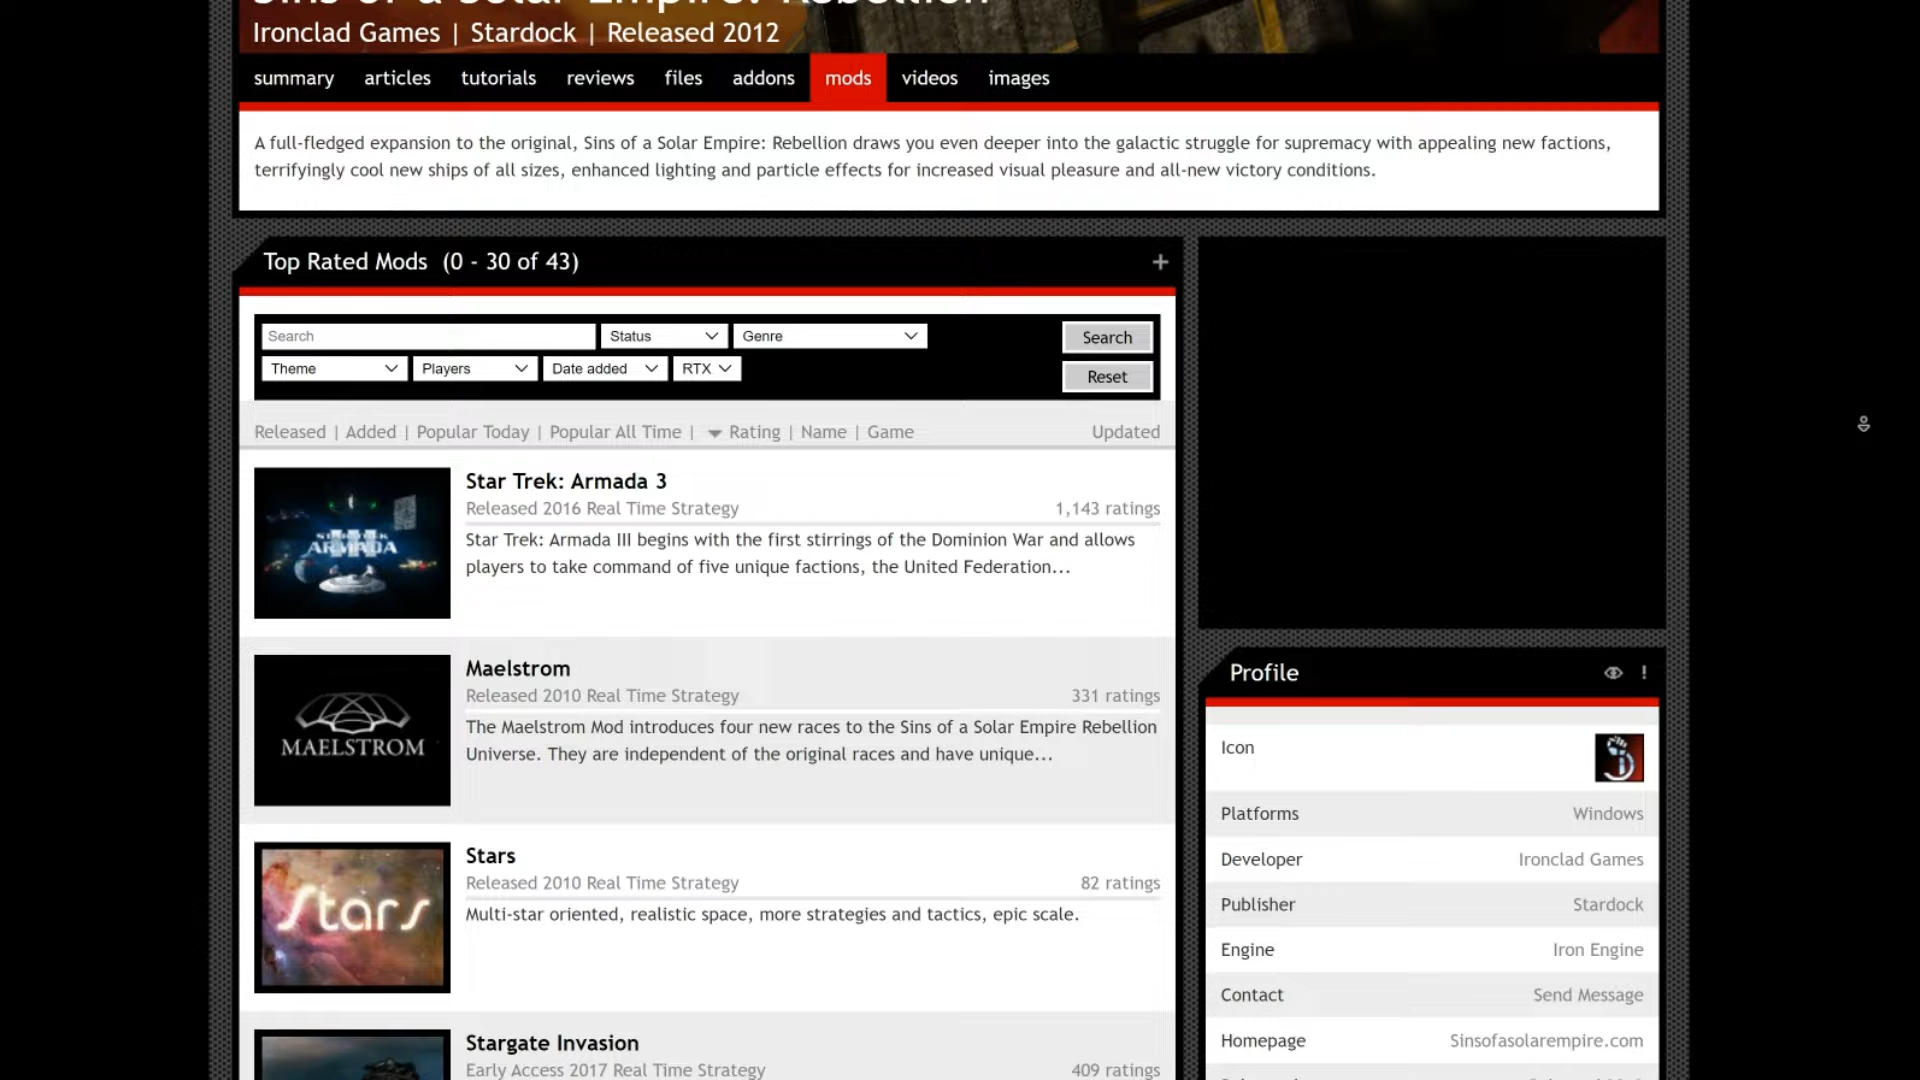 Sins of a Solar Empire: Rebellion
Ironclad Games | Stardock | Released 2012
summary articles tutorials reviews files addons mods videos images
A full-fledged expansion to the original, Sins of a Solar Empire: Rebellion draws you even deeper into the galactic struggle for supremacy with appealing new factions,
terrifyingly cool new ships of all sizes, enhanced lighting and particle effects for increased visual pleasure and all-new victory conditions.
Top Rated Mods (0 - 30 of 43) +
Search Status Genre Search
Theme Players Date added RTX Reset
Released | Added | Popular Today | Popular All Time | Rating | Name | Game Updated
STAR TREK
ARMADA
Star Trek: Armada 3
Released 2016 Real Time Strategy 1,143 ratings
Star Trek: Armada III begins with the first stirrings of the Dominion War and allows
players to take command of five unique factions, the United Federation...
MAELSTROM
Maelstrom
Released 2010 Real Time Strategy 331 ratings
The Maelstrom Mod introduces four new races to the Sins of a Solar Empire Rebellion
Universe. They are independent of the original races and have unique...
Stars
Stars
Released 2010 Real Time Strategy 82 ratings
Multi-star oriented, realistic space, more strategies and tactics, epic scale.
Stargate Invasion
Early Access 2017 Real Time Strategy 409 ratings
Profile !
Icon
Platforms Windows
Developer Ironclad Games
Publisher Stardock
Engine Iron Engine
Contact Send Message
Homepage Sinsofasolarempire.com